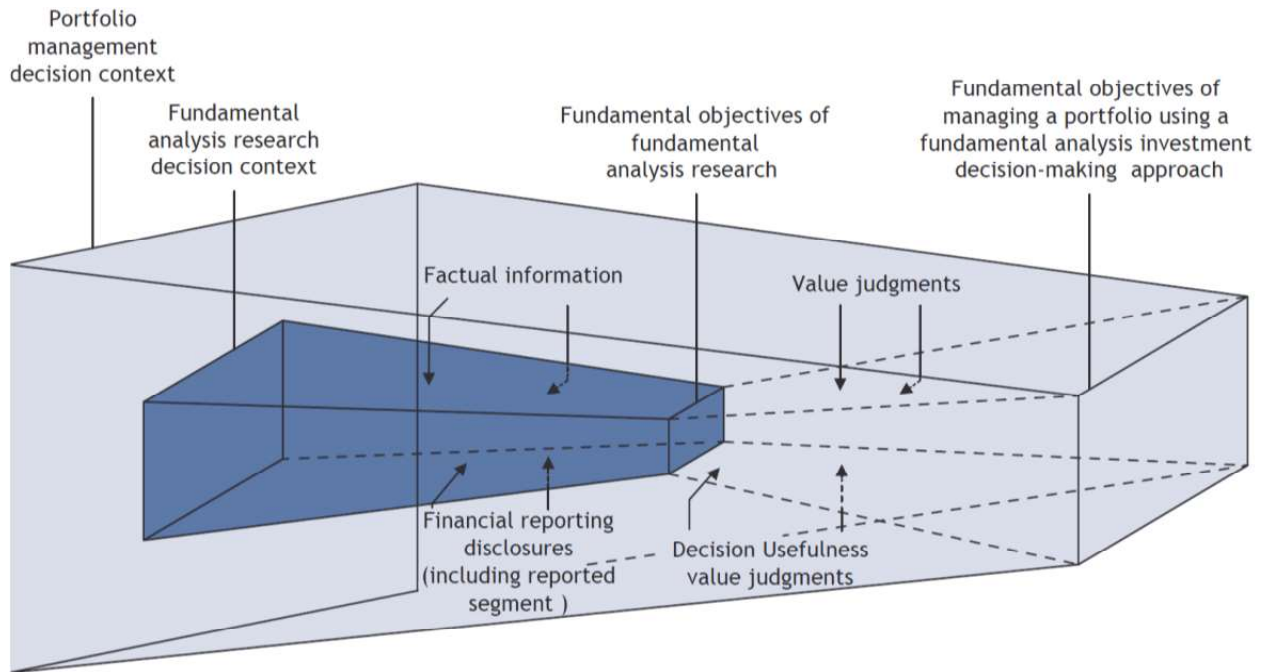 Portfolio
management
decision context
Fundamental
analysis research
decision context
Fundamental objectives of
fundamental
analysis research
Fundamental objectives of
managing a portfolio using a
fundamental analysis investment
decision-making approach
Factual information
Value judgments
Financial reporting
disclosures
(including reported
segment )
Decision Usefulness
value judgments